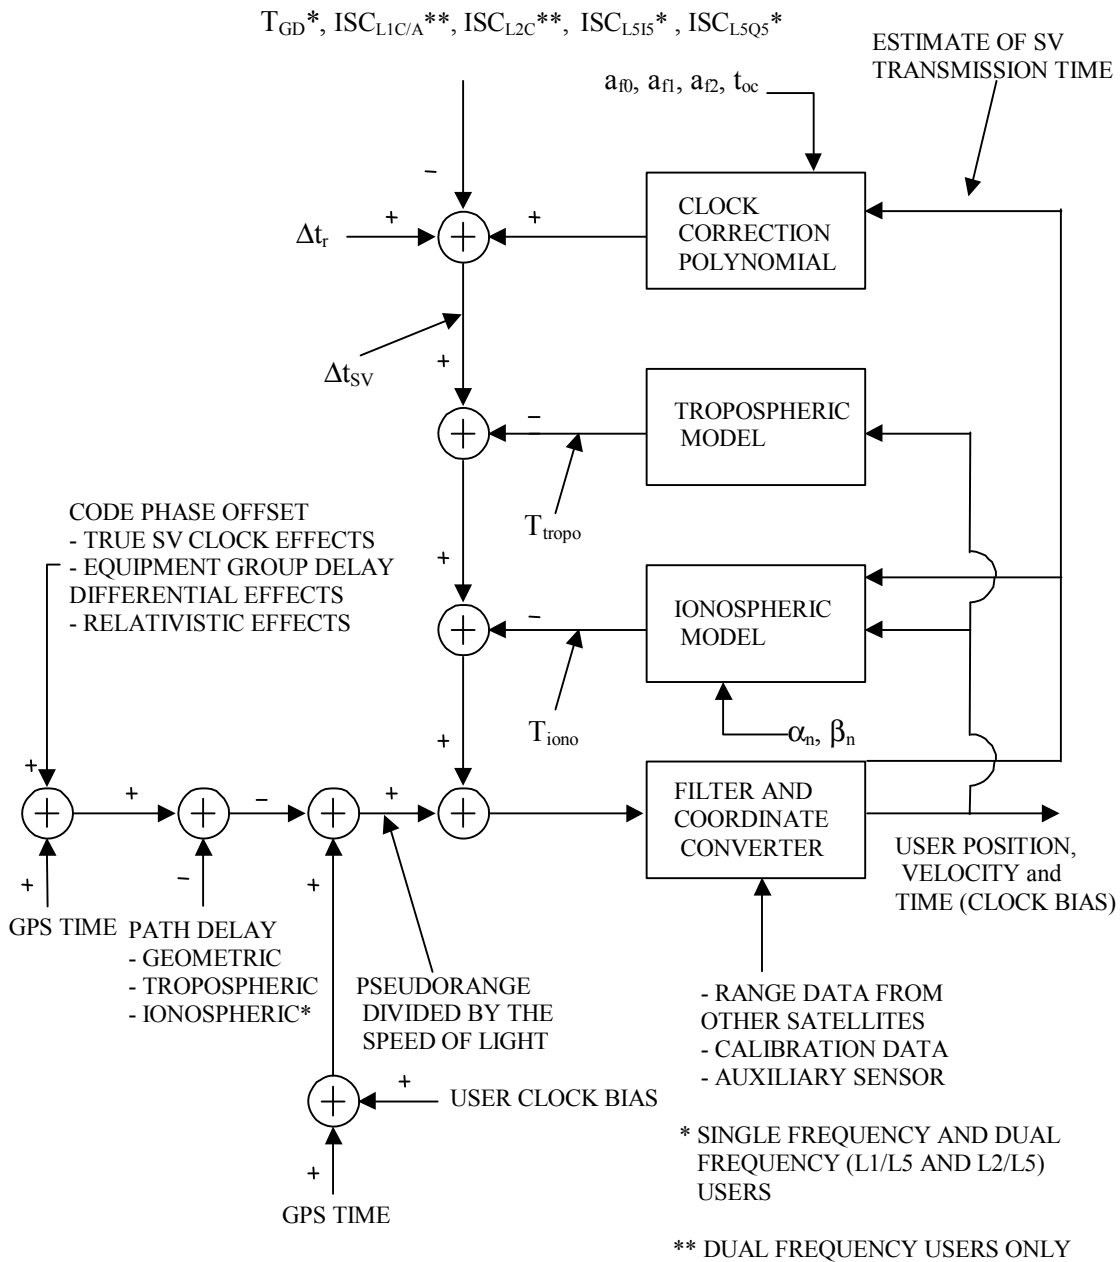 T_GD*, ISC_L1C/A**, ISC_L2C**, ISC_L5I5* , ISC_L5Q5*
ESTIMATE OF SV
TRANSMISSION TIME
a_f0, a_f1, a_f2, t_oc
−
+
+
Δt_r
CLOCK
CORRECTION
POLYNOMIAL
Δt_SV
+
−
−
TROPOSPHERIC
MODEL
T_tropo
CODE PHASE OFFSET
- TRUE SV CLOCK EFFECTS
- EQUIPMENT GROUP DELAY
DIFFERENTIAL EFFECTS
- RELATIVISTIC EFFECTS
+
−
IONOSPHERIC
MODEL
T_iono
α_n, β_n
+
+
+
−
+
FILTER AND
COORDINATE
CONVERTER
+
−
+
GPS TIME
PATH DELAY
- GEOMETRIC
- TROPOSPHERIC
- IONOSPHERIC*
PSEUDORANGE
DIVIDED BY THE
SPEED OF LIGHT
USER POSITION,
VELOCITY and
TIME (CLOCK BIAS)
- RANGE DATA FROM
OTHER SATELLITES
- CALIBRATION DATA
- AUXILIARY SENSOR
+
USER CLOCK BIAS
+
GPS TIME
* SINGLE FREQUENCY AND DUAL
FREQUENCY (L1/L5 AND L2/L5)
USERS
** DUAL FREQUENCY USERS ONLY